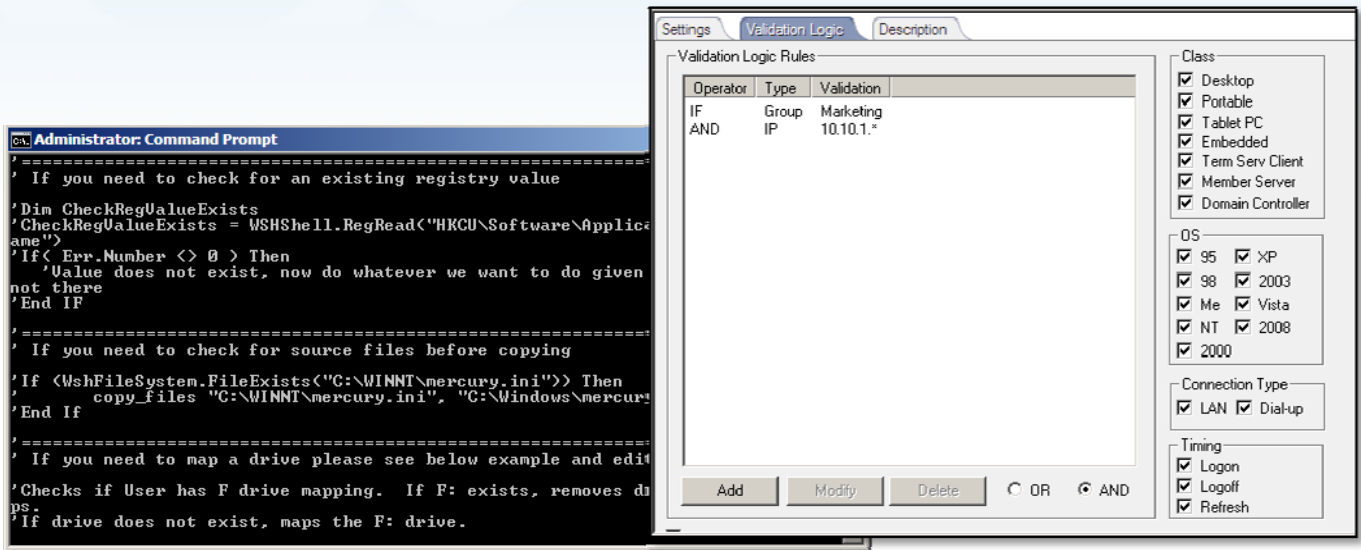 Administrator: Command Prompt
'=============================================================
' If you need to check for an existing registry value
'Dim CheckRegValueExists
'CheckRegValueExists = WSHShell.RegRead("HKCU\Software\Applica
ame")
'If( Err.Number <> 0 ) Then
'Value does not exist, now do whatever we want to do given
not there
'End IF
'=============================================================
' If you need to check for source files before copying
'If (WshFileSystem.FileExists("C:\WINNT\mercury.ini")) Then
' copy_files "C:\WINNT\mercury.ini", "C:\Windows\mercury
'End If
'=============================================================
' If you need to map a drive please see below example and edit
'Checks if User has F drive mapping. If F: exists, removes
ps.
'If drive does not exist, maps the F: drive.
Settings Validation Logic Description
Validation Logic Rules
Operator Type Validation
IF Group Marketing
AND IP 10.10.1.*
Add Modify Delete OR AND
Class
Desktop
Portable
Tablet PC
Embedded
Term Serv Client
Member Server
Domain Controller
OS
95 XP
98 2003
Me Vista
NT 2008
2000
Connection Type
LAN Dial-up
Timing
Logon
Logoff
Refresh